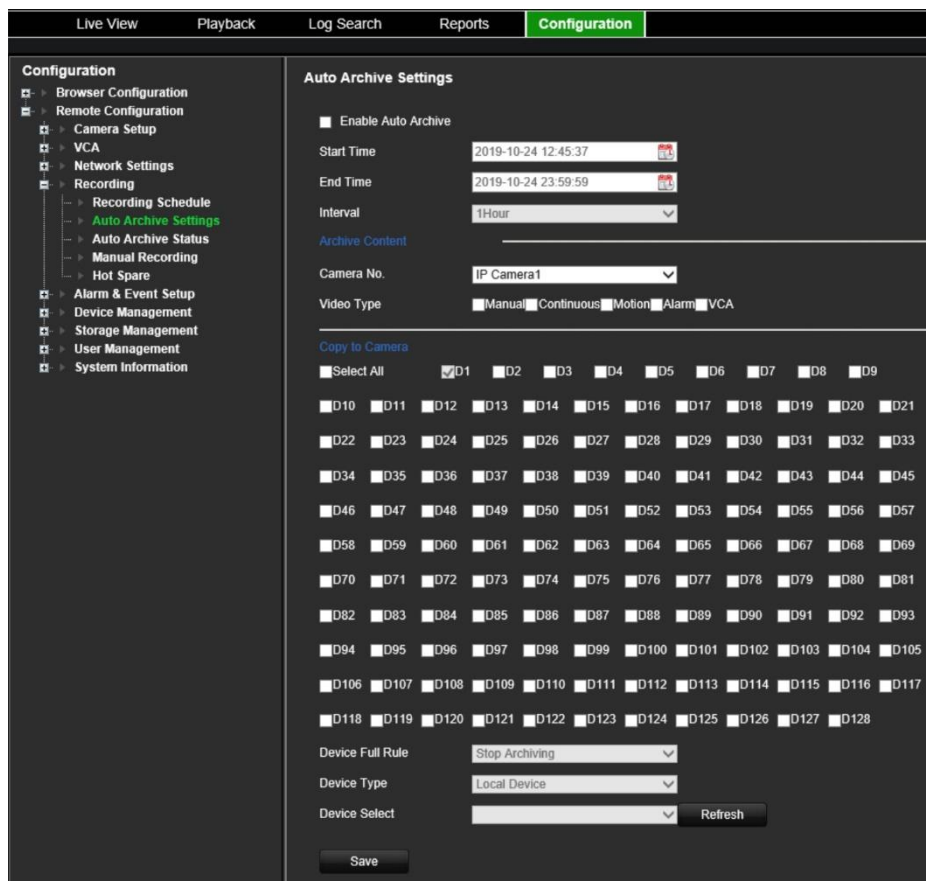 Live View Playback Log Search Reports Configuration
Configuration
Browser Configuration
Remote Configuration
Camera Setup
VCA
Network Settings
Recording
Recording Schedule
Auto Archive Settings
Auto Archive Status
Manual Recording
Hot Spare
Alarm & Event Setup
Device Management
Storage Management
User Management
System Information
Auto Archive Settings
Enable Auto Archive
Start Time 2019-10-24 12:45:37
End Time 2019-10-24 23:59:59
Interval 1Hour
Archive Content
Camera No. IP Camera1
Video Type Manual Continuous Motion Alarm VCA
Copy to Camera
Select All D1 D2 D3 D4 D5 D6 D7 D8 D9
D10 D11 D12 D13 D14 D15 D16 D17 D18 D19 D20 D21
D22 D23 D24 D25 D26 D27 D28 D29 D30 D31 D32 D33
D34 D35 D36 D37 D38 D39 D40 D41 D42 D43 D44 D45
D46 D47 D48 D49 D50 D51 D52 D53 D54 D55 D56 D57
D58 D59 D60 D61 D62 D63 D64 D65 D66 D67 D68 D69
D70 D71 D72 D73 D74 D75 D76 D77 D78 D79 D80 D81
D82 D83 D84 D85 D86 D87 D88 D89 D90 D91 D92 D93
D94 D95 D96 D97 D98 D99 D100 D101 D102 D103 D104 D105
D106 D107 D108 D109 D110 D111 D112 D113 D114 D115 D116 D117
D118 D119 D120 D121 D122 D123 D124 D125 D126 D127 D128
Device Full Rule Stop Archiving
Device Type Local Device
Device Select Refresh
Save